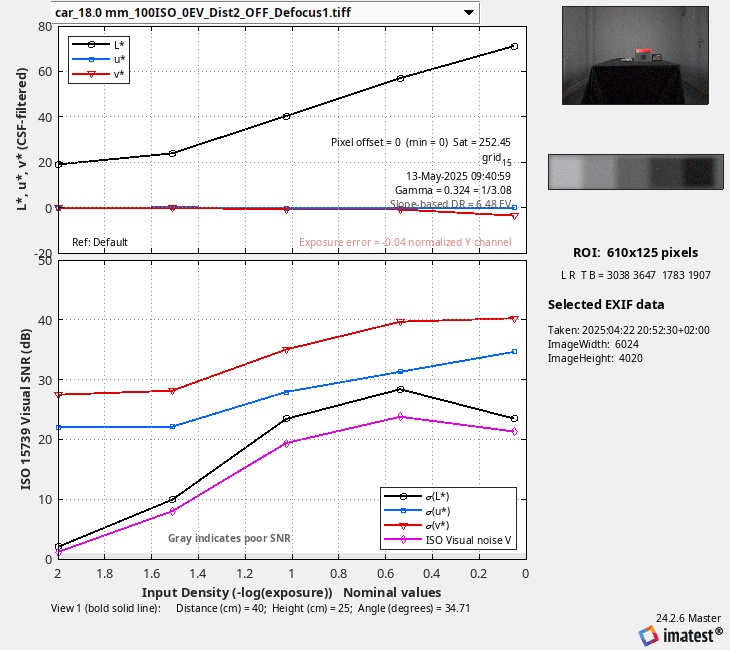 car_18.0 mm_100ISO_0EV_Dist2_OFF_Defocus1.tiff
L*, u*, v* (CSF-filtered)
80
60
40
20
0
-20
L*
u*
v*
Pixel offset = 0 (min = 0) Sat = 252.45
grid_15
13-May-2025 09:40:59
Gamma = 0.324 = 1/3.08
Slope-based DR = 6.48 EV
Ref: Default
Exposure error = -0.04 normalized Y channel
ISO 15739 Visual SNR (dB)
50
40
30
20
10
0
σ(L*)
σ(u*)
σ(v*)
ISO Visual noise V
Gray indicates poor SNR
2 1.8 1.6 1.4 1.2 1 0.8 0.6 0.4 0.2 0
Input Density (-log(exposure)) Nominal values
View 1 (bold solid line): Distance (cm) = 40; Height (cm) = 25; Angle (degrees) = 34.71
ROI: 610x125 pixels
L R T B = 3038 3647 1783 1907
Selected EXIF data
Taken: 2025:04:22 20:52:30+02:00
ImageWidth: 6024
ImageHeight: 4020
24.2.6 Master
imatest®